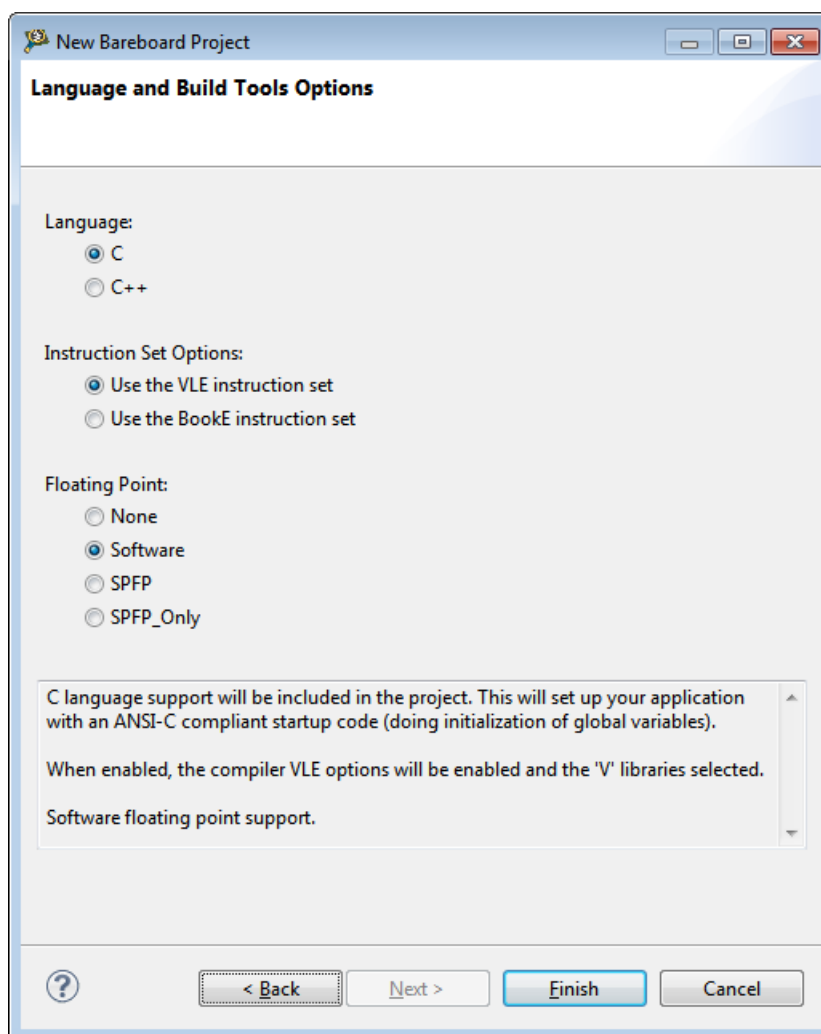 New Bareboard Project
Language and Build Tools Options
Language:
C
C++
Instruction Set Options:
Use the VLE instruction set
Use the BookE instruction set
Floating Point:
None
Software
SPFP
SPFP_Only
C language support will be included in the project. This will set up your application
with an ANSI-C compliant startup code (doing initialization of global variables).
When enabled, the compiler VLE options will be enabled and the 'V' libraries selected.
Software floating point support.
? < Back Next > Finish Cancel